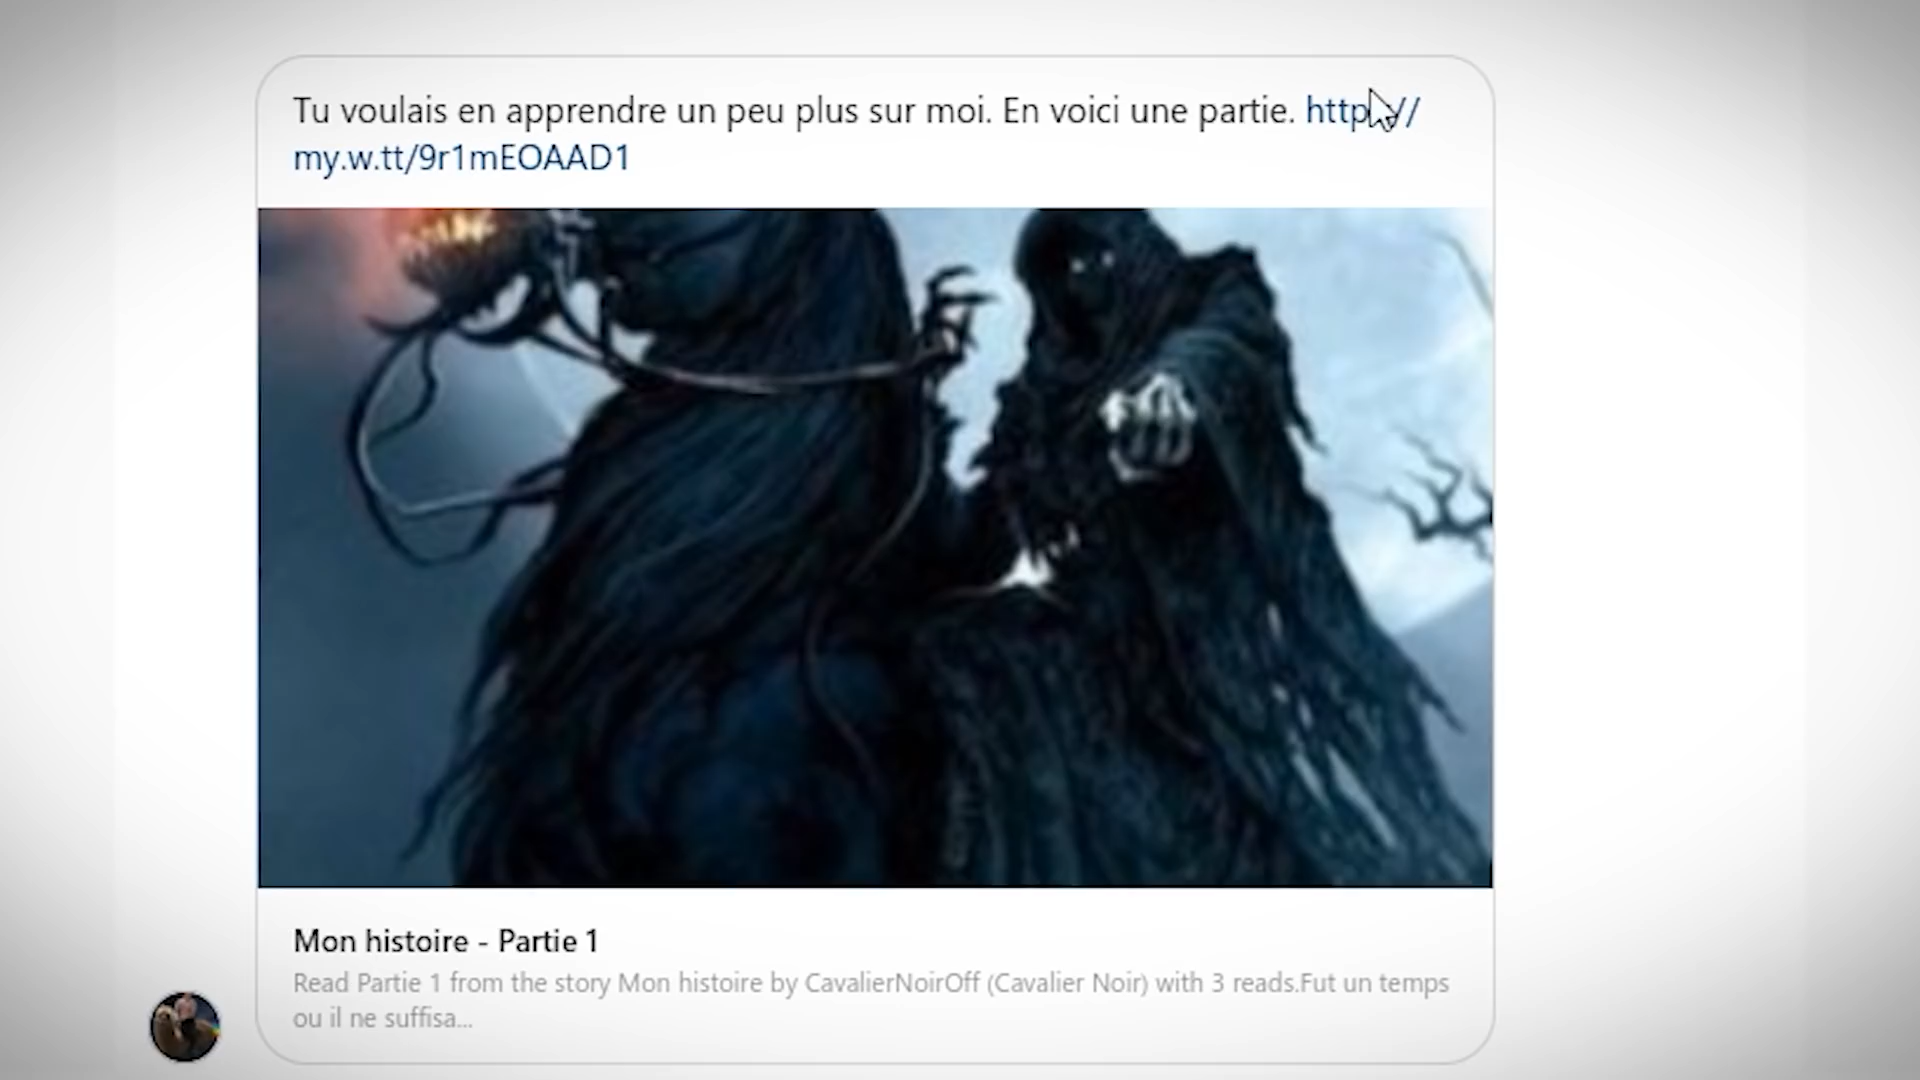 Tu voulais en apprendre un peu plus sur moi. En voici une partie. https://
my.w.tt/9r1mEOAAD1
Mon histoire - Partie 1
Read Partie 1 from the story Mon histoire by CavalierNoirOff (Cavalier Noir) with 3 reads.Fut un temps
ou il ne suffisa...